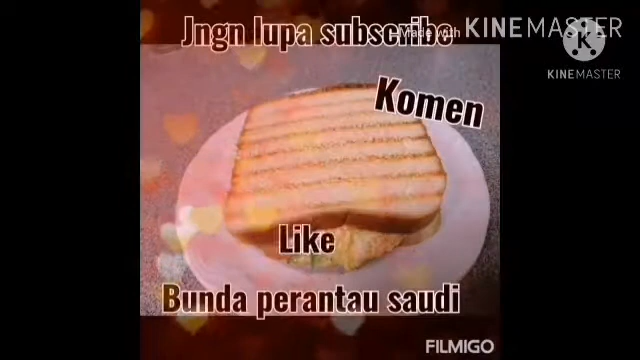 Jngn lupa subscribe
Made with KINEMASTER
KINEMASTER
Komen
Like
Bunda perantau saudi
FILMIGO